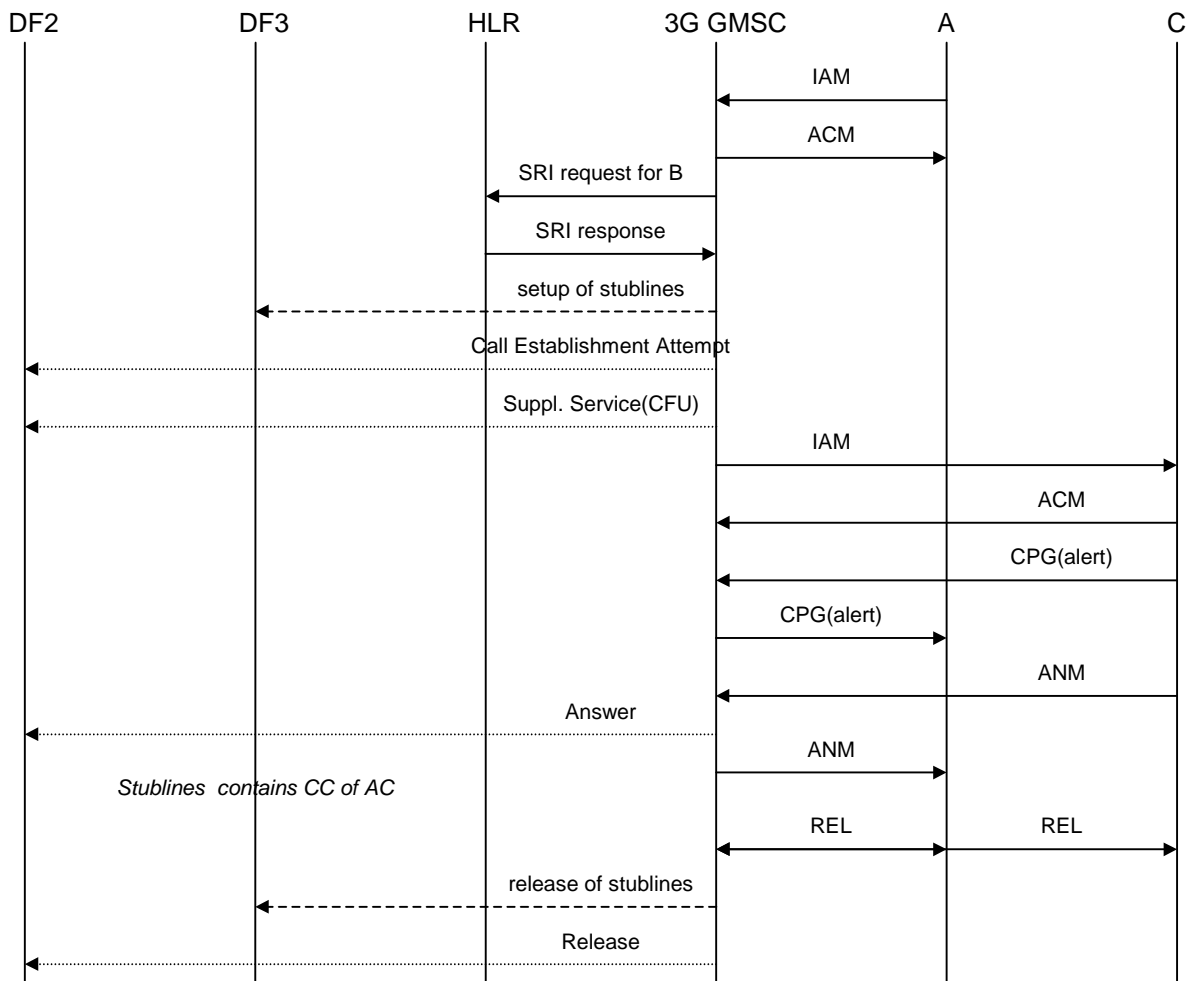 DF2 DF3 HLR 3G GMSC A C
IAM
ACM
SRI request for B
SRI response
setup of stublines
Call Establishment Attempt
Suppl. Service(CFU)
IAM
ACM
CPG(alert)
CPG(alert)
ANM
Answer
ANM
Stublines contains CC of AC
REL REL
release of stublines
Release